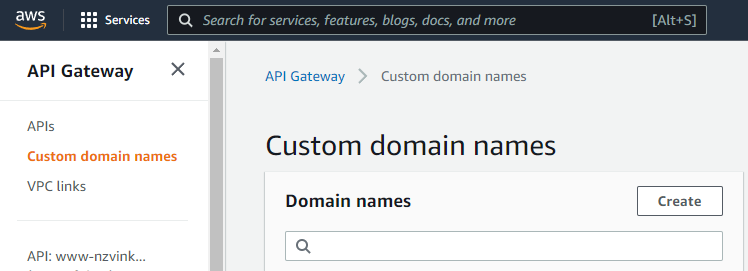 aws
Services
Search for services, features, blogs, docs, and more
[Alt+S]
API Gateway
APIs
Custom domain names
VPC links
API: www-nzvink...
API Gateway
Custom domain names
Custom domain names
Domain names
Create